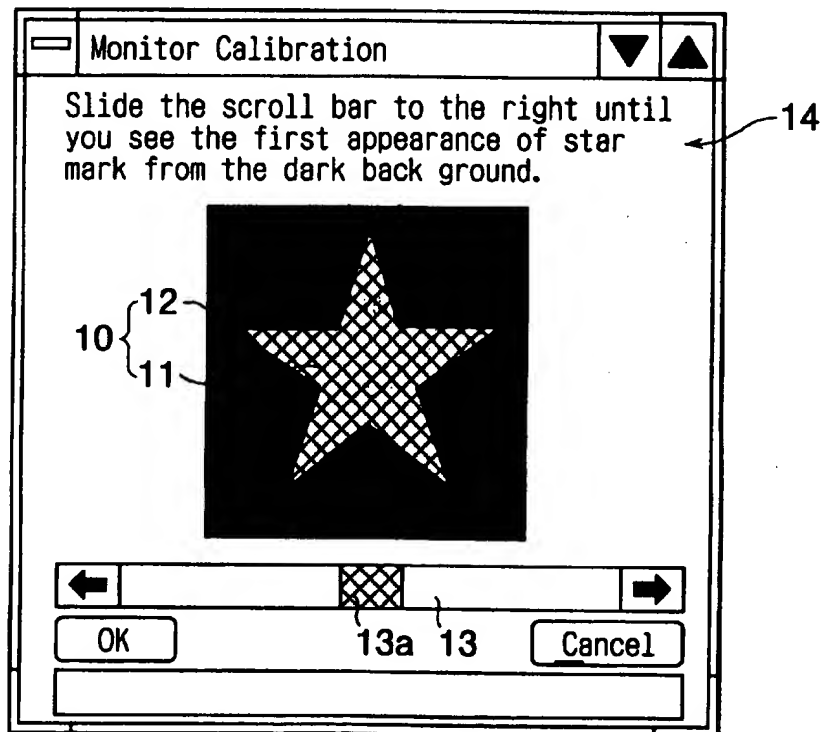 Monitor Calibration
Slide the scroll bar to the right until
you see the first appearance of star
mark from the dark back ground.
14
12
10
11
13a 13
OK
Cancel